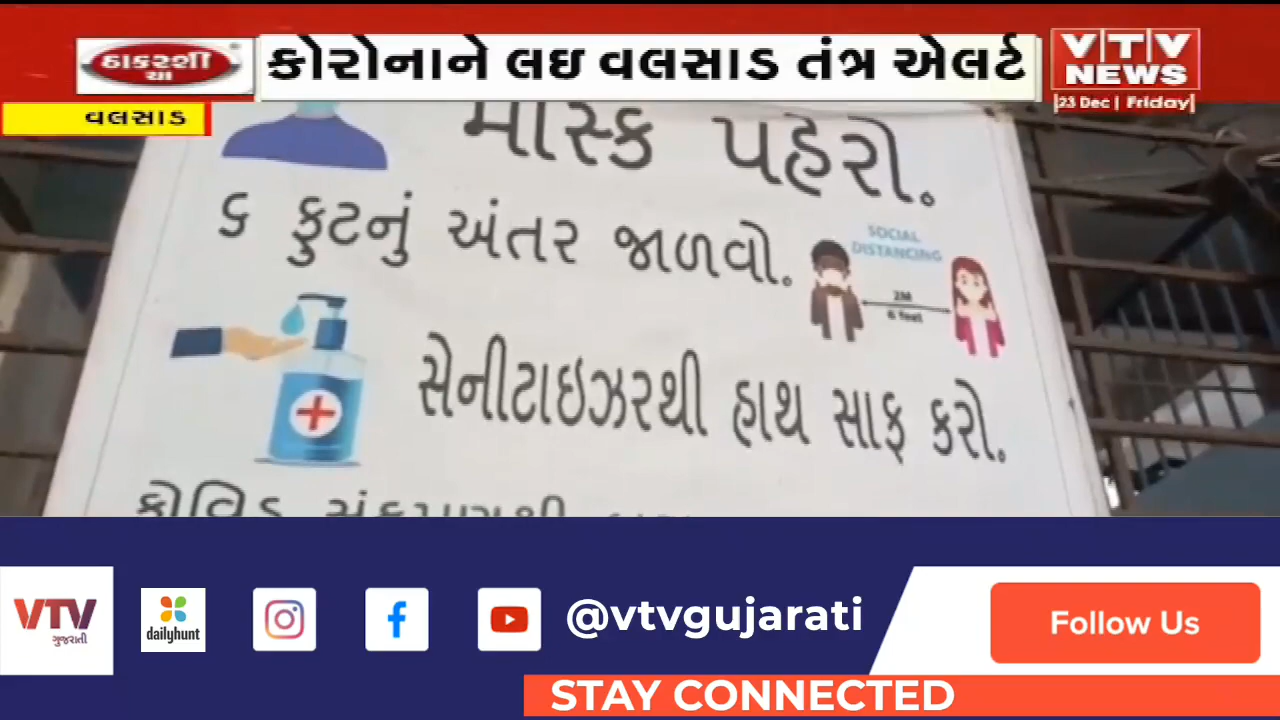 ઠાકરશી
ચા
કોરોનાને લઇ વલસાડ તંત્ર એલર્ટ
VTV
NEWS
23 Dec | Friday
વલસાડ
માસ્ક પહેરો.
૬ ફુટનું અંતર જાળવો.
SOCIAL
DISTANCING
2M
6 feet
સેનીટાઇઝરથી હાથ સાફ કરો.
કોવિડ
VTV
ગુજરાતી
dailyhunt
@vtvgujarati
Follow Us
STAY CONNECTED